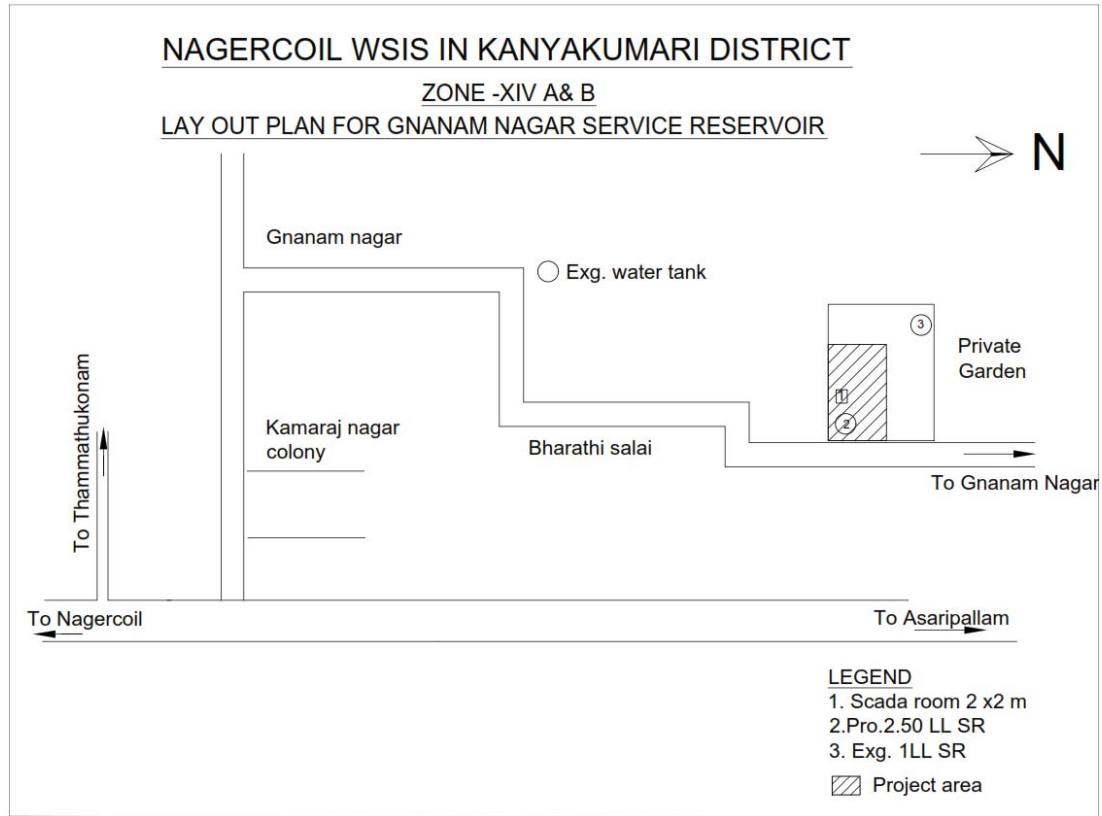 NAGERCOIL WSIS IN KANYAKUMARI DISTRICT
ZONE -XIV A& B
LAY OUT PLAN FOR GNANAM NAGAR SERVICE RESERVOIR
N
Gnanam nagar
Exg. water tank
3
Private
Garden
1
2
Kamaraj nagar
colony
Bharathi salai
To Thammathukonam
To Gnanam Nagar
To Nagercoil
To Asaripallam
LEGEND
1. Scada room 2 x2 m
2.Pro.2.50 LL SR
3. Exg. 1LL SR
Project area